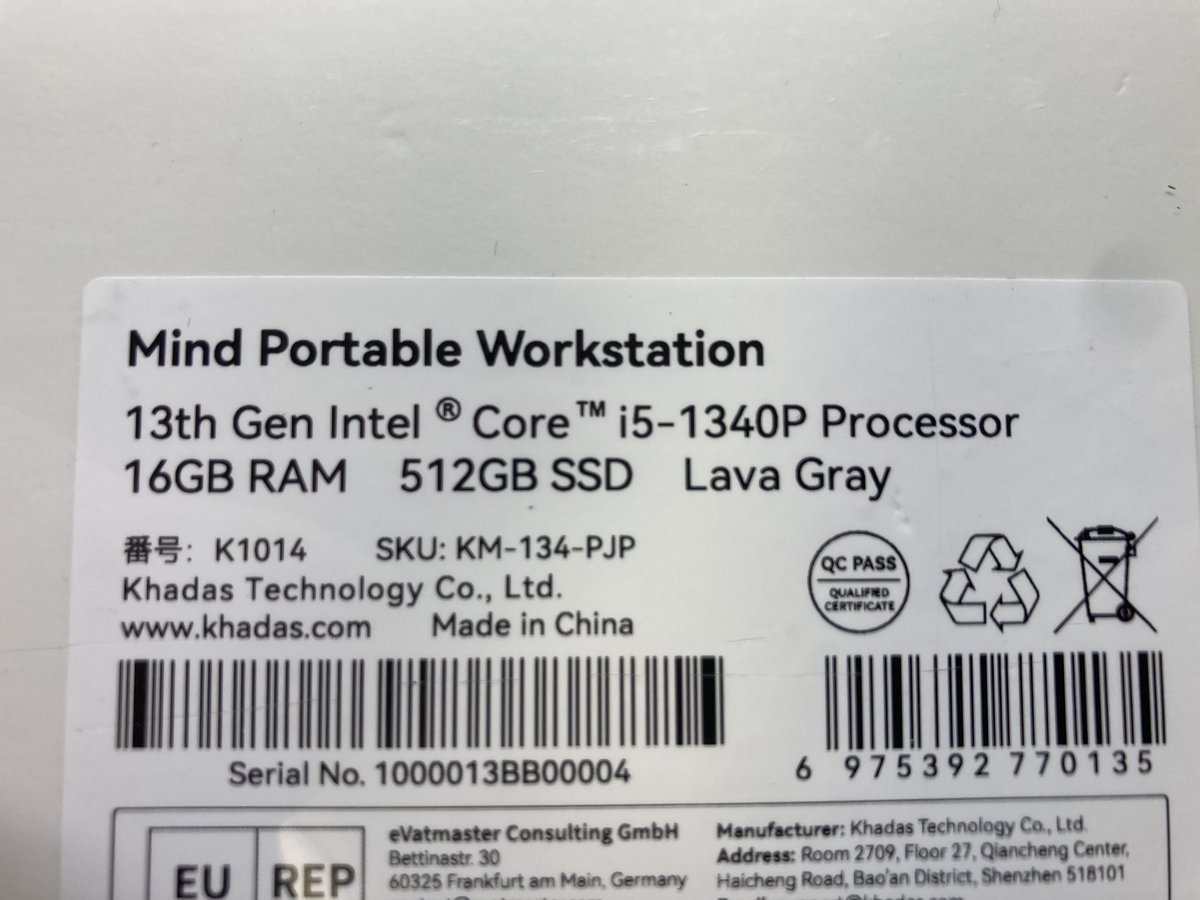 Mind Portable Workstation
13th Gen Intel® Core™ i5-1340P Processor
16GB RAM 512GB SSD Lava Gray
番号: K1014 SKU: KM-134-PJP
Khadas Technology Co., Ltd.
www.khadas.com Made in China
QC PASS
QUALIFIED
CERTIFICATE
Serial No. 1000013BB00004
6 975392 770135
EU REP
eVatmaster Consulting GmbH
Bettinastr. 30
60325 Frankfurt am Main, Germany
Manufacturer: Khadas Technology Co., Ltd.
Address: Room 2709, Floor 27, Qiancheng Center,
Haicheng Road, Bao'an District, Shenzhen 518101